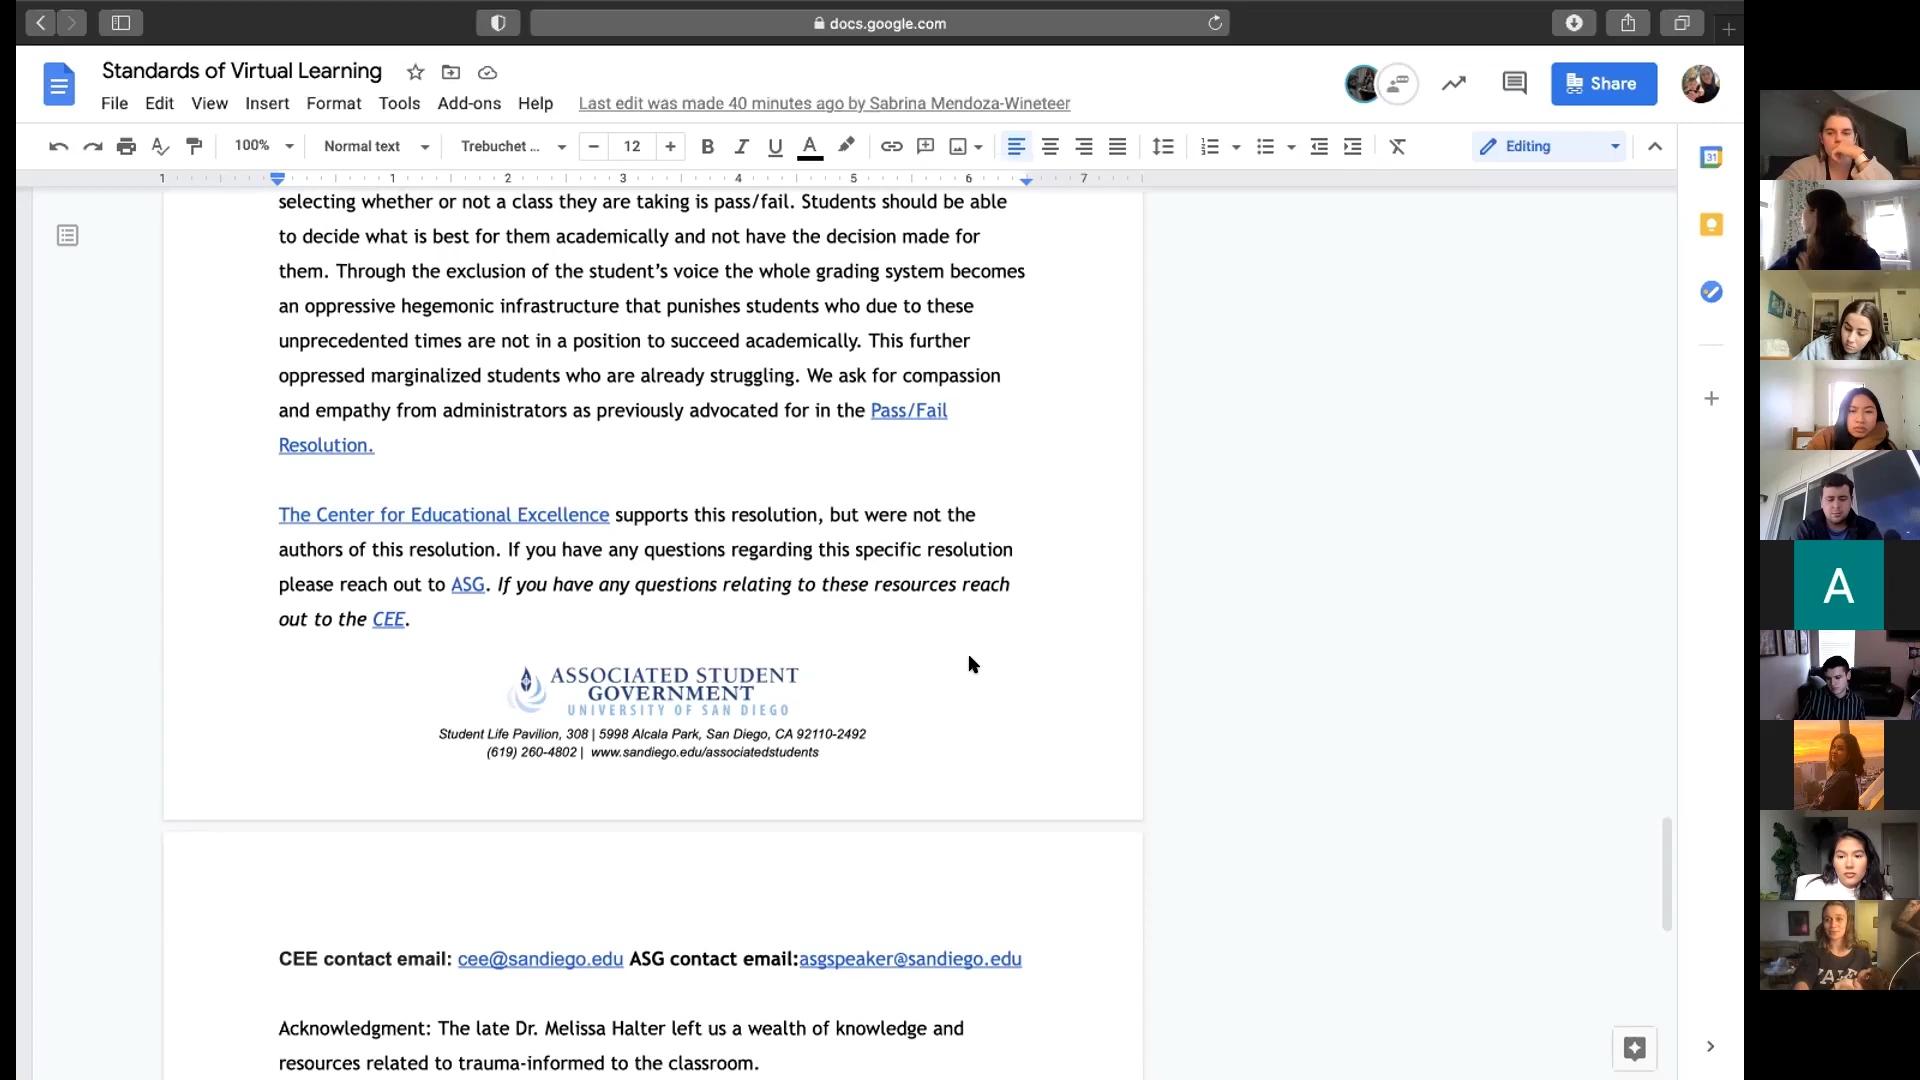 docs.google.com
Standards of Virtual Learning
Share
File Edit View Insert Format Tools Add-ons Help Last edit was made 40 minutes ago by Sabrina Mendoza-Wineteer
100% Normal text Trebuchet ... 12 B I U A Editing
1 1 2 3 4 5 6 7
31
selecting whether or not a class they are taking is pass/fail. Students should be able
to decide what is best for them academically and not have the decision made for
them. Through the exclusion of the student’s voice the whole grading system becomes
an oppressive hegemonic infrastructure that punishes students who due to these
unprecedented times are not in a position to succeed academically. This further
oppressed marginalized students who are already struggling. We ask for compassion
and empathy from administrators as previously advocated for in the Pass/Fail
Resolution.
The Center for Educational Excellence supports this resolution, but were not the
authors of this resolution. If you have any questions regarding this specific resolution
please reach out to ASG. If you have any questions relating to these resources reach
out to the CEE.
ASSOCIATED STUDENT
GOVERNMENT
UNIVERSITY OF SAN DIEGO
Student Life Pavilion, 308 | 5998 Alcala Park, San Diego, CA 92110-2492
(619) 260-4802 | www.sandiego.edu/associatedstudents
CEE contact email: cee@sandiego.edu ASG contact email:asgspeaker@sandiego.edu
Acknowledgment: The late Dr. Melissa Halter left us a wealth of knowledge and
resources related to trauma-informed to the classroom.
A
YALE